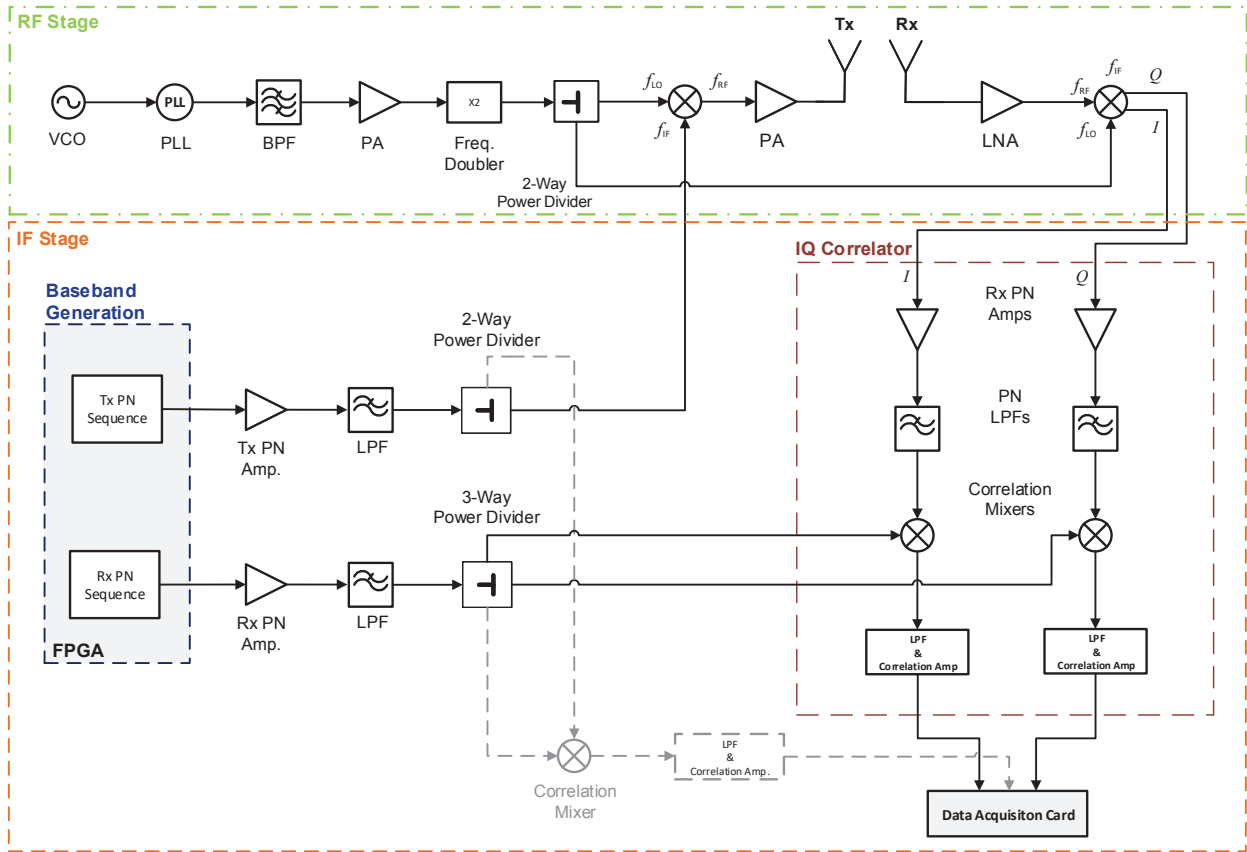 RF Stage
Tx
Rx
VCO
PLL
PLL
BPF
PA
X2
Freq.
Doubler
2-Way
Power Divider
fLO
fIF
fRF
PA
LNA
fRF
fIF
fLO
Q
I
IF Stage
Baseband
Generation
Tx PN
Sequence
Rx PN
Sequence
FPGA
Tx PN
Amp.
LPF
2-Way
Power Divider
Rx PN
Amp.
LPF
3-Way
Power Divider
Correlation
Mixer
LPF
&
Correlation Amp.
IQ Correlator
I
Q
Rx PN
Amps
PN
LPFs
Correlation
Mixers
LPF
&
Correlation Amp
LPF
&
Correlation Amp
Data Acquisiton Card